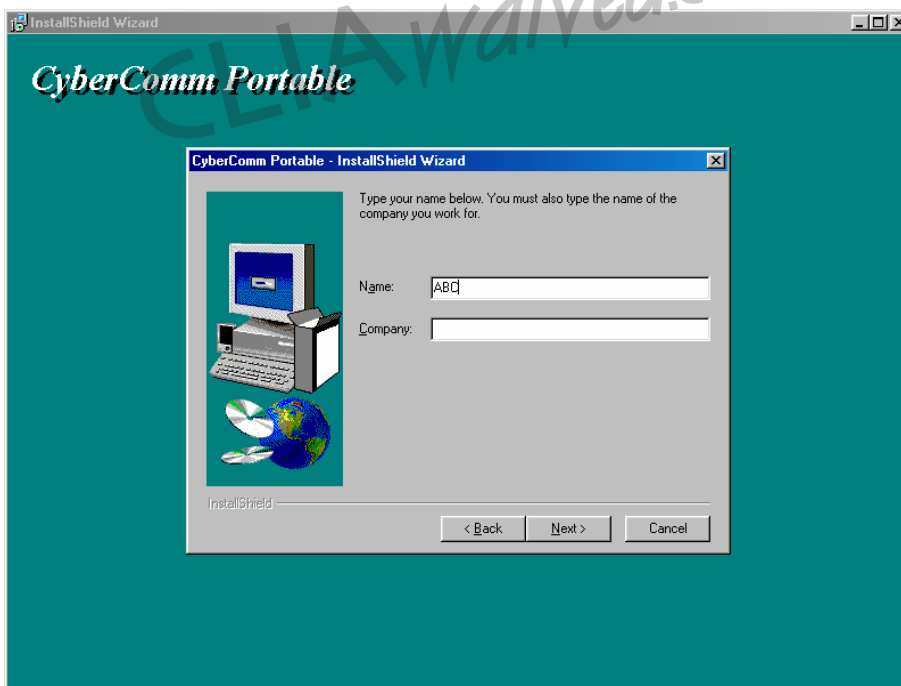 InstallShield Wizard
CLIAwaived.
CyberComm Portable
CyberComm Portable - InstallShield Wizard
Type your name below. You must also type the name of the
company you work for.
Name: ABC
Company:
InstallShield
< Back Next > Cancel